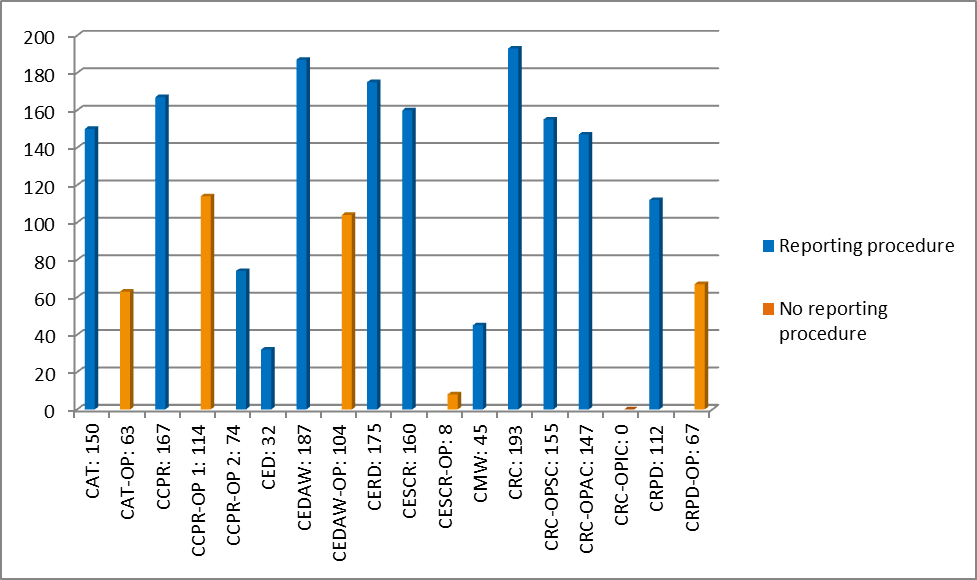 200
180
160
140
120
100
80
60
40
20
0
CAT: 150
CAT-OP: 63
CCPR: 167
CCPR-OP 1: 114
CCPR-OP 2: 74
CED: 32
CEDAW: 187
CEDAW-OP: 104
CERD: 175
CESCR: 160
CESCR-OP: 8
CMW: 45
CRC: 193
CRC-OPSC: 155
CRC-OPAC: 147
CRC-OPIC: 0
CRPD: 112
CRPD-OP: 67
Reporting procedure
No reporting
procedure